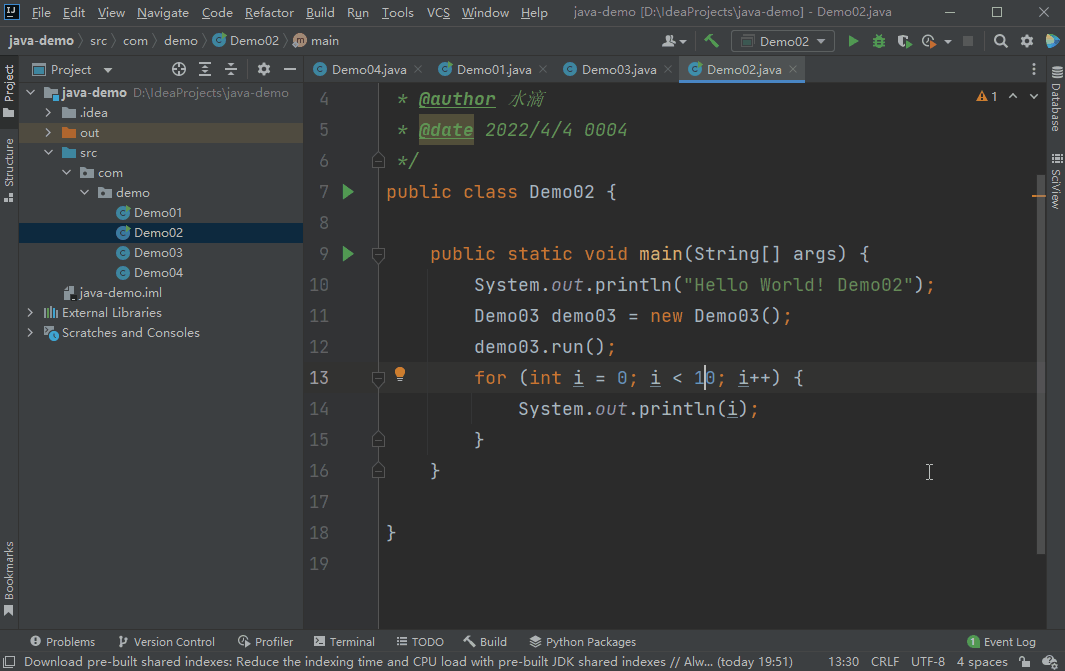 File Edit View Navigate Code Refactor Build Run Tools VCS Window Help java-demo [D:\IdeaProjects\java-demo] - Demo02.java
java-demo src com demo Demo02 main Demo02
Project Project Demo04.java Demo01.java Demo03.java Demo02.java
java-demo D:\IdeaProjects\java-demo
.idea
out
src
com
demo
Demo01
Demo02
Demo03
Demo04
java-demo.iml
External Libraries
Scratches and Consoles
Structure
Bookmarks
4 * @author 水滴
5 * @date 2022/4/4 0004
6 */
7 public class Demo02 {
8
9 public static void main(String[] args) {
10 System.out.println("Hello World! Demo02");
11 Demo03 demo03 = new Demo03();
12 demo03.run();
13 for (int i = 0; i < 10; i++) {
14 System.out.println(i);
15 }
16 }
17
18 }
19
1
Database
SciView
Problems Version Control Profiler Terminal TODO Build Python Packages 1 Event Log
Download pre-built shared indexes: Reduce the indexing time and CPU load with pre-built JDK shared indexes // Alw... (today 19:51) 13:30 CRLF UTF-8 4 spaces